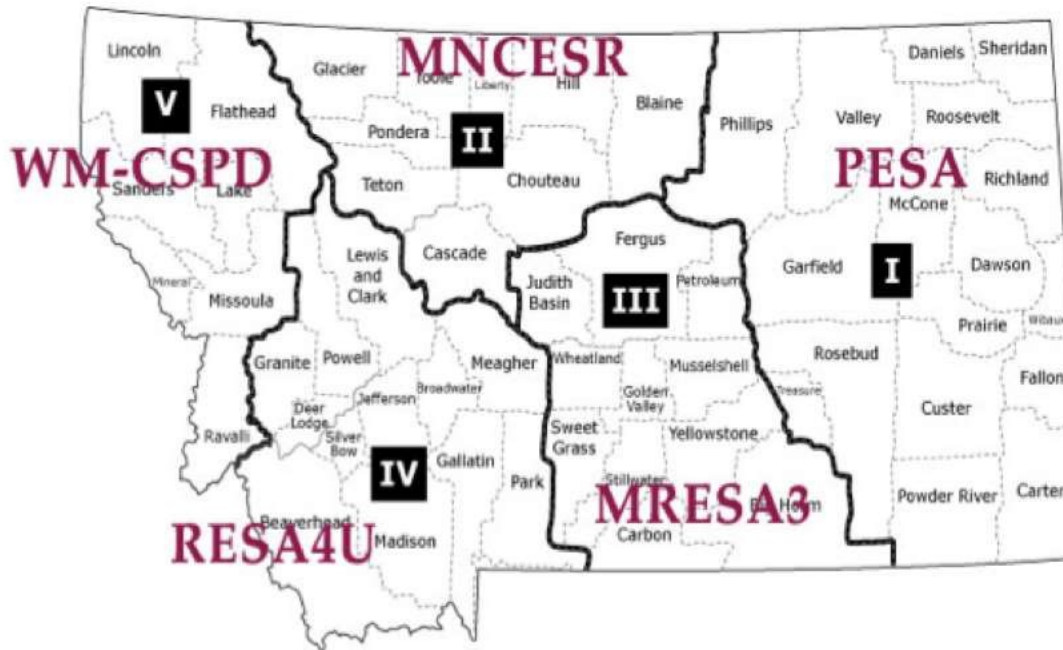 Lincoln
V
Flathead
WM-CSPD
Sanders
Lake
Mineral
Missoula
Ravalli
MNCESR
Glacier
Toole
Liberty
Hill
Blaine
Pondera
II
Teton
Chouteau
Cascade
Daniels
Sheridan
Phillips
Valley
Roosevelt
PESA
Richland
McCone
Garfield
I
Dawson
Prairie
Wibaux
Rosebud
Treasure
Fallon
Custer
Powder River
Carter
Fergus
Judith
Basin
III
Petroleum
Wheatland
Musselshell
Golden
Valley
Sweet
Grass
Yellowstone
Stillwater
MRESA3
Carbon
Lewis
and
Clark
Granite
Powell
Meagher
Jefferson
Broadwater
Deer
Lodge
Silver
Bow
IV
Gallatin
Park
Beaverhead
RESA4U
Madison